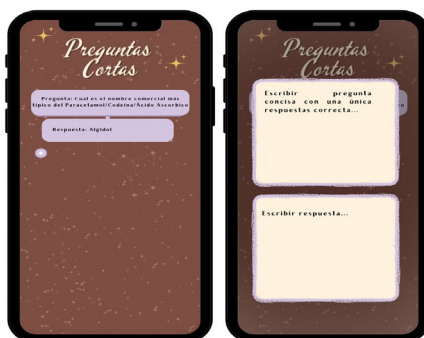 Preguntas
Cortas
Pregunta: Cual es el nombre comercial más
típico del Paracetamol/Codeína/Ácido Ascorbico
Respuesta: Algidol
+
Preguntas
Cortas
Escribir pregunta
concisa con una única
respuestas correcta...
Escribir respuesta...